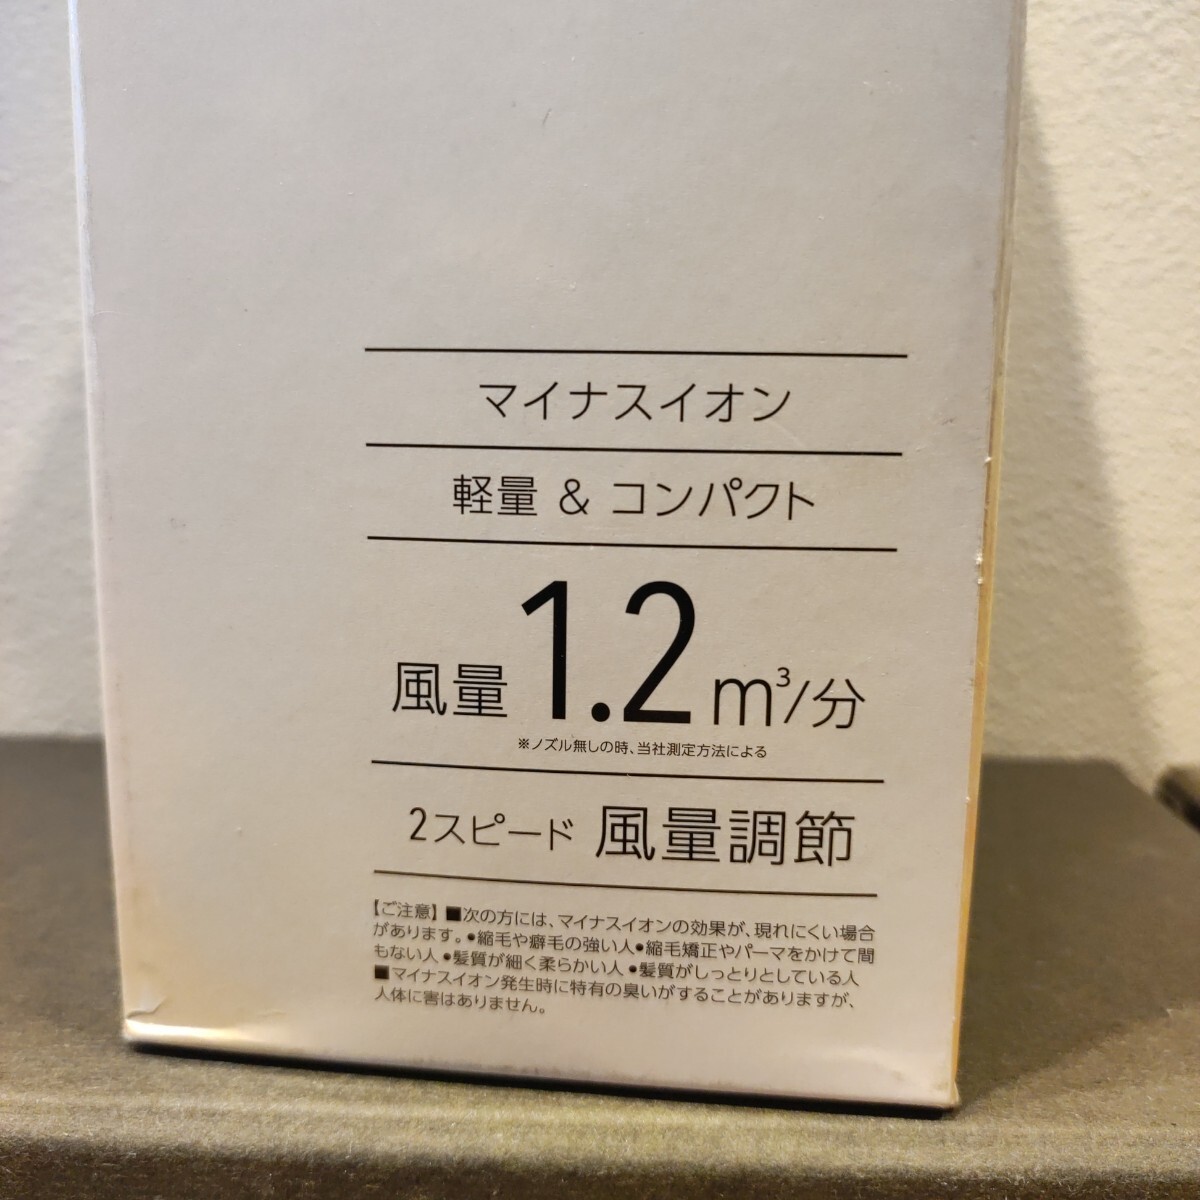 マイナスイオン
軽量 & コンパクト
風量 1.2 m³/分
※ノズル無しの時、当社測定方法による
2スピード 風量調節
【ご注意】■次の方には、マイナスイオンの効果が、現れにくい場合
があります。●縮毛や癖毛の強い人●縮毛矯正やパーマをかけて間
もない人●髪質が細く柔らかい人●髪質がしっとりとしている人
■マイナスイオン発生時に特有の臭いがすることがありますが、
人体に害はありません。